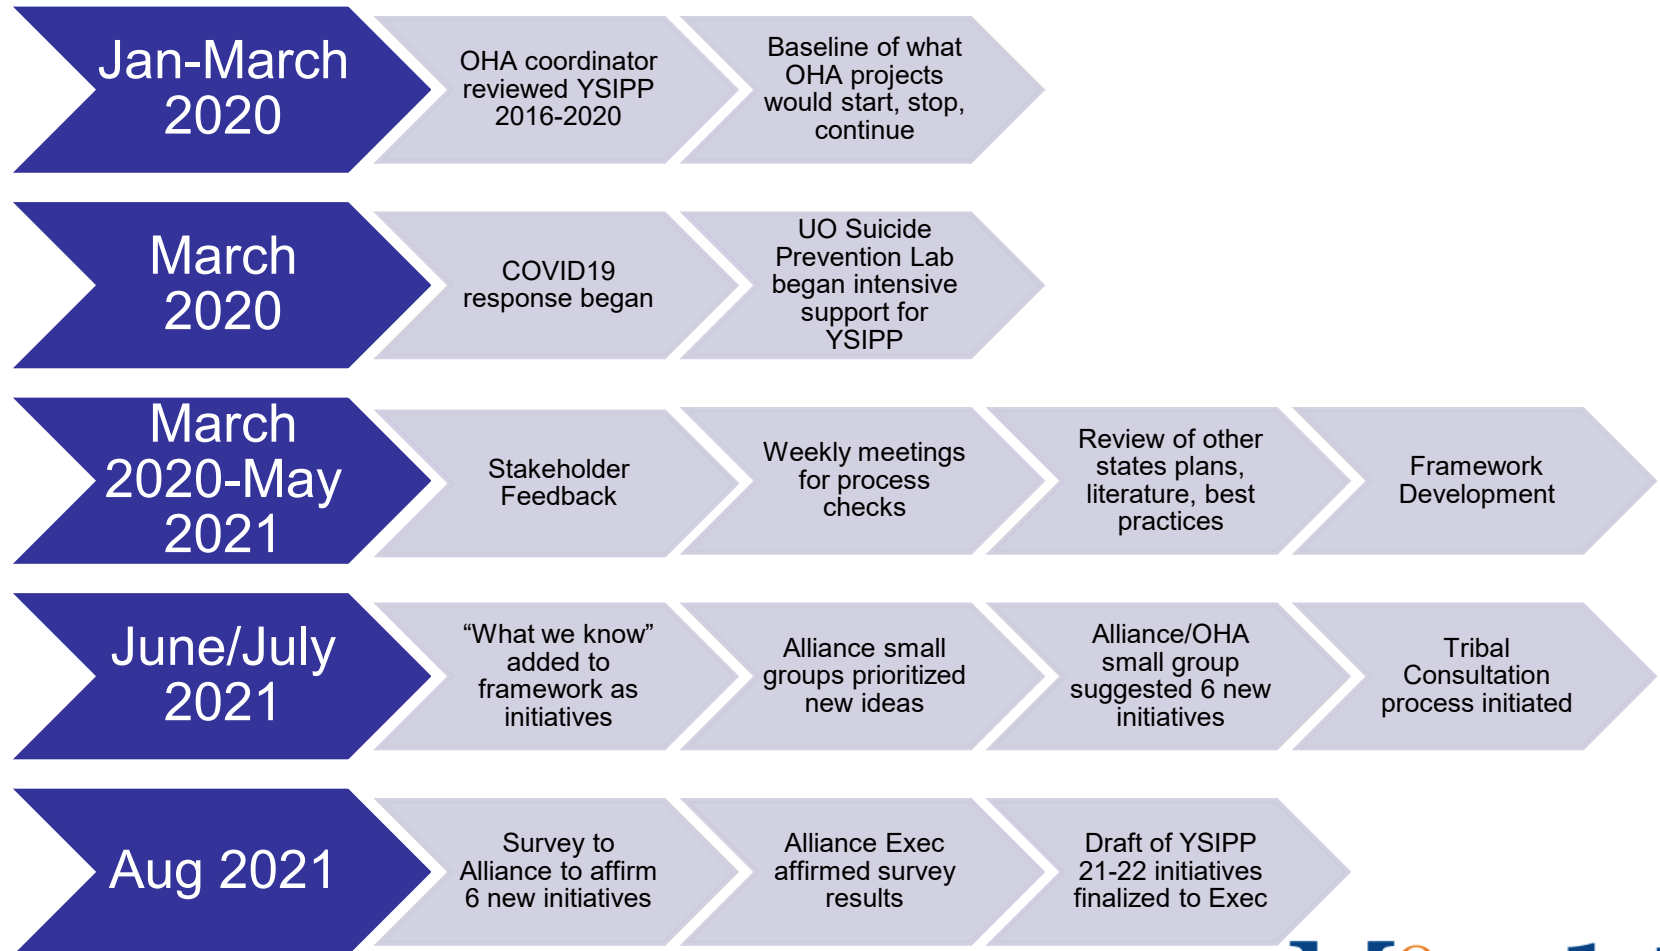 Jan-March
2020
OHA coordinator
reviewed YSIPP
2016-2020
Baseline of what
OHA projects
would start, stop,
continue
March
2020
COVID19
response began
UO Suicide
Prevention Lab
began intensive
support for
YSIPP
March
2020-May
2021
Stakeholder
Feedback
Weekly meetings
for process
checks
Review of other
states plans,
literature, best
practices
Framework
Development
June/July
2021
“What we know”
added to
framework as
initiatives
Alliance small
groups prioritized
new ideas
Alliance/OHA
small group
suggested 6 new
initiatives
Tribal
Consultation
process initiated
Aug 2021
Survey to
Alliance to affirm
6 new initiatives
Alliance Exec
affirmed survey
results
Draft of YSIPP
21-22 initiatives
finalized to Exec